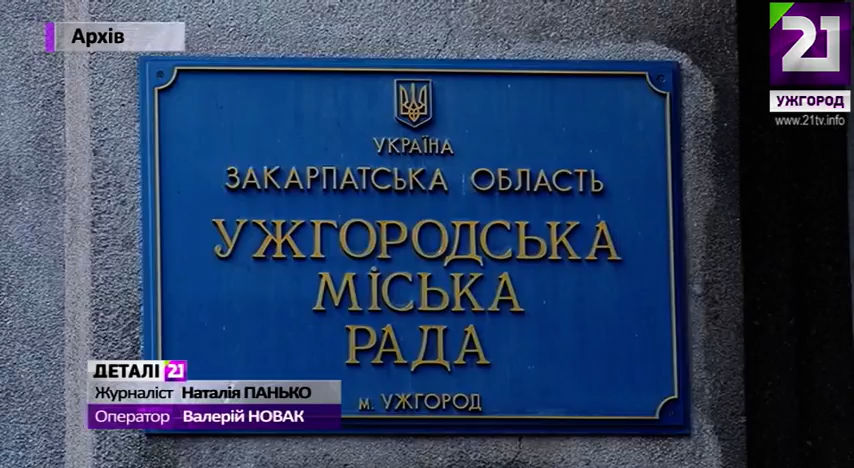 Архів
21
УЖГОРОД
www.21tv.info
УКРАЇНА
ЗАКАРПАТСЬКА ОБЛАСТЬ
УЖГОРОДСЬКА
МІСЬКА
РАДА
м. УЖГОРОД
ДЕТАЛІ 21
Журналіст Наталія ПАНЬКО
Оператор - Валерій НОВАК